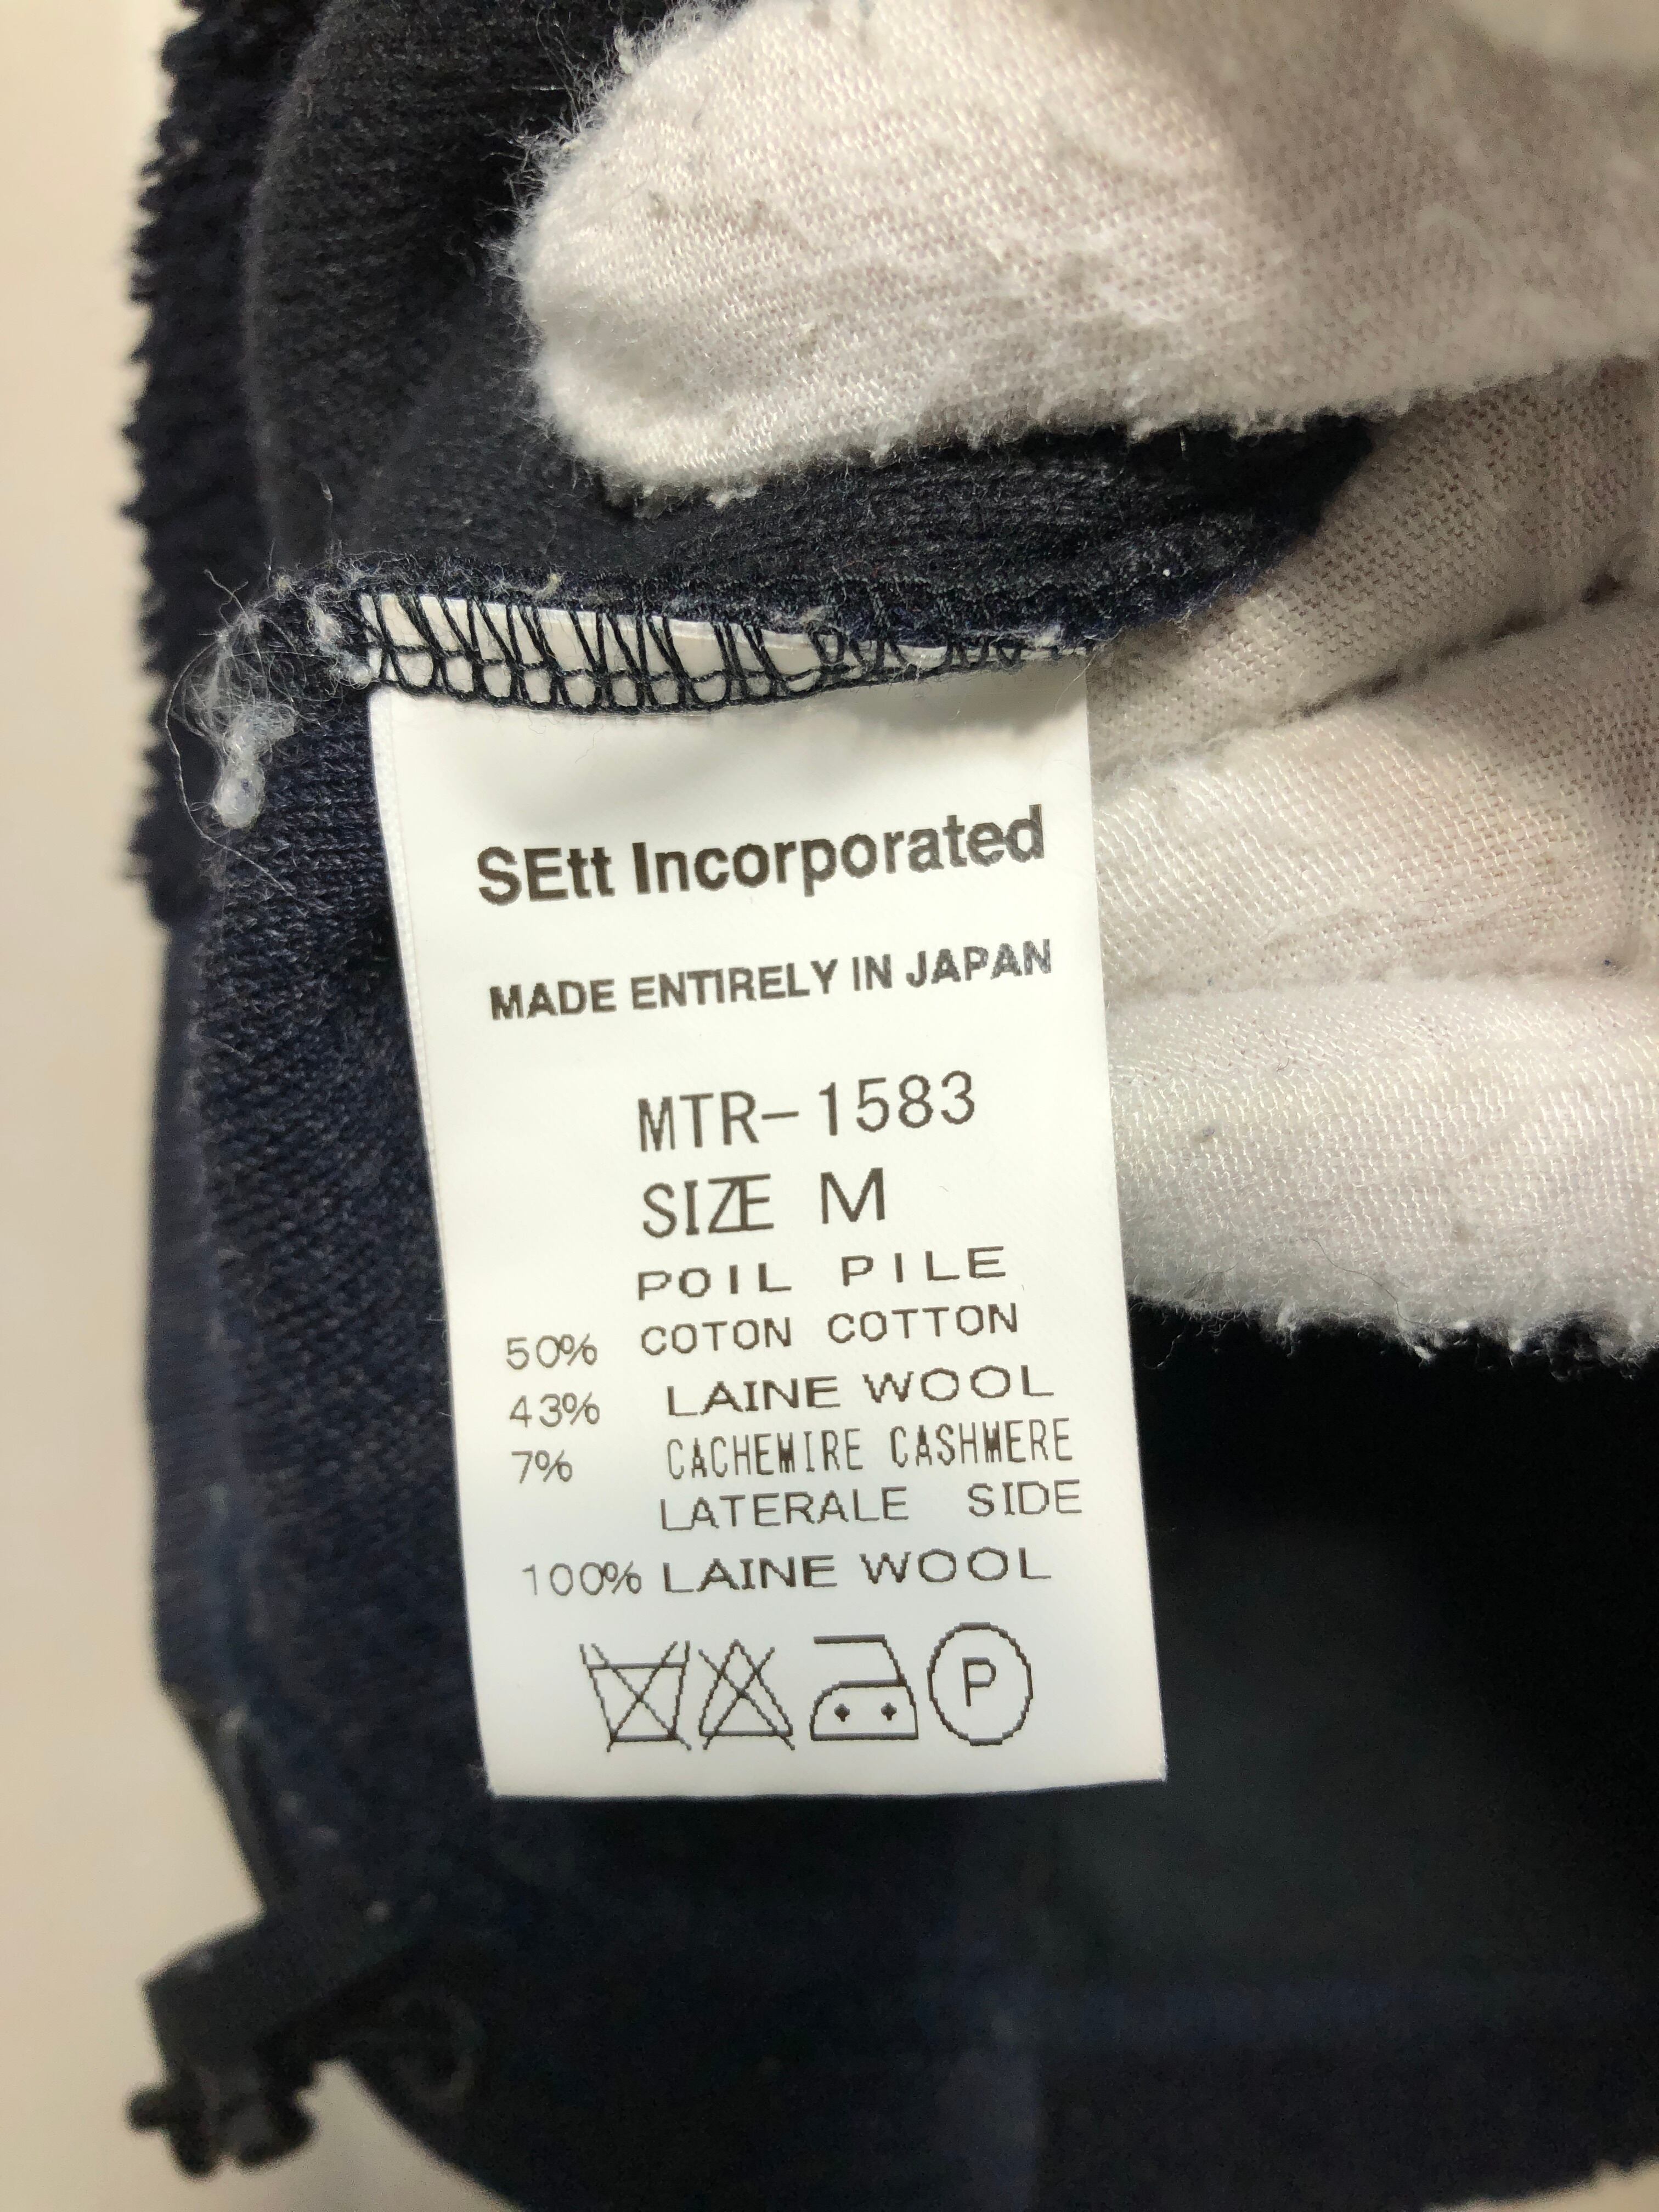 SEtt Incorporated
MADE ENTIRELY IN JAPAN
MTR-1583
SIZE M
POIL PILE
50% COTON COTTON
43% LAINE WOOL
7% CACHEMIRE CASHMERE
LATERALE SIDE
100% LAINE WOOL
P